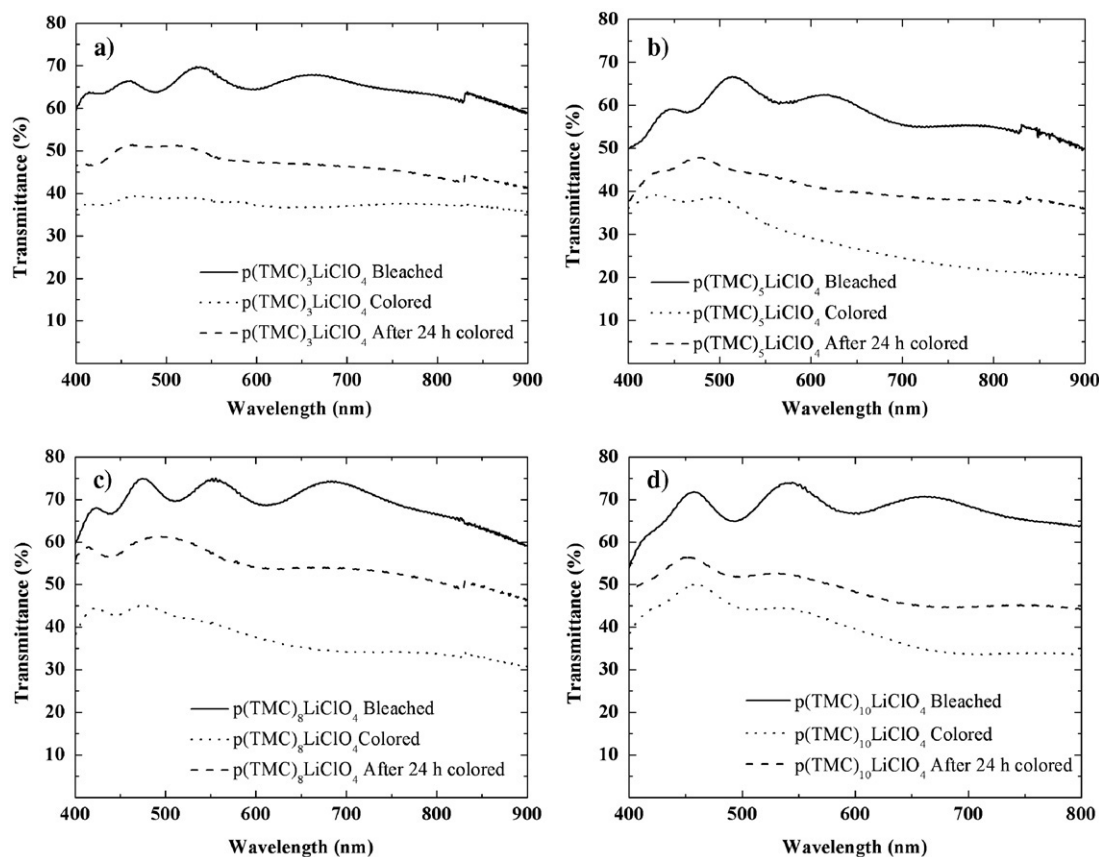 a)
Transmittance (%)
80
70
60
50
40
30
20
10
p(TMC)₃LiClO₄ Bleached
p(TMC)₃LiClO₄ Colored
p(TMC)₃LiClO₄ After 24 h colored
400 500 600 700 800 900
Wavelength (nm)
b)
Transmittance (%)
80
70
60
50
40
30
20
10
p(TMC)₅LiClO₄ Bleached
p(TMC)₅LiClO₄ Colored
p(TMC)₅LiClO₄ After 24 h colored
400 500 600 700 800 900
Wavelength (nm)
c)
Transmittance (%)
80
70
60
50
40
30
20
10
p(TMC)₈LiClO₄ Bleached
p(TMC)₈LiClO₄Colored
p(TMC)₈LiClO₄ After 24 h colored
400 500 600 700 800 900
Wavelength (nm)
d)
Transmittance (%)
80
70
60
50
40
30
20
10
p(TMC)₁₀LiClO₄ Bleached
p(TMC)₁₀LiClO₄ Colored
p(TMC)₁₀LiClO₄ After 24 h colored
400 500 600 700 800
Wavelength (nm)